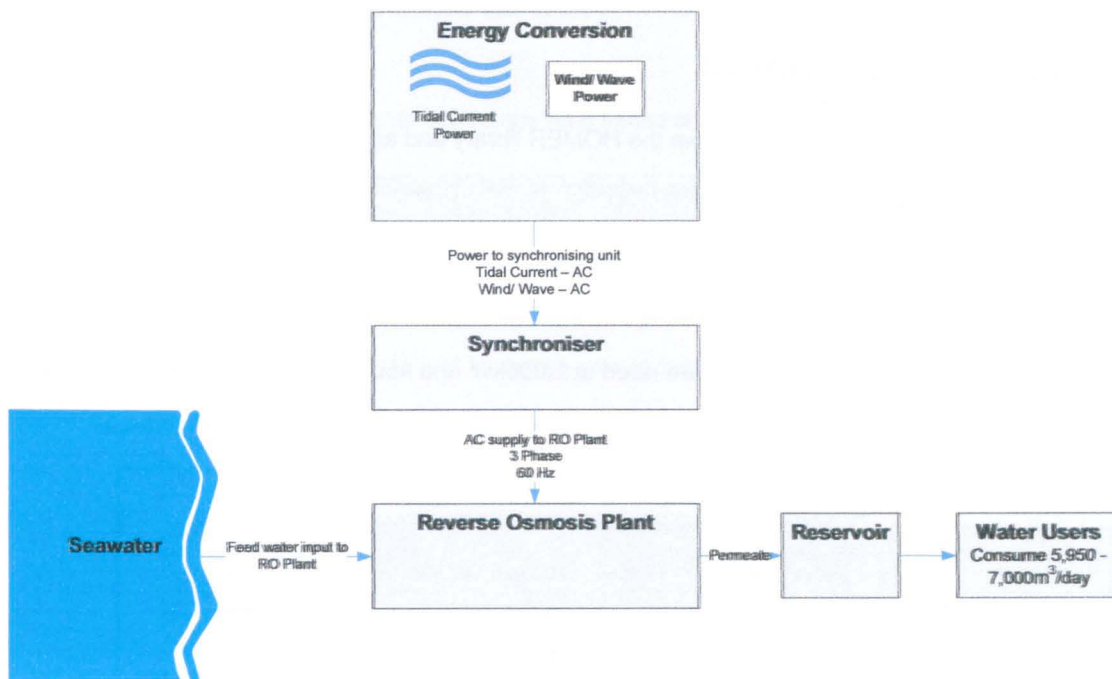 Energy Conversion
Tidal Current
Power
Wind/ Wave
Power
Power to synchronising unit
Tidal Current – AC
Wind/ Wave – AC
Synchroniser
AC supply to RO Plant
3 Phase
60 Hz
Seawater
Feed water input to
RO Plant
Reverse Osmosis Plant
Permeate
Reservoir
Water Users
Consume 5,950 -
7,000m³/day